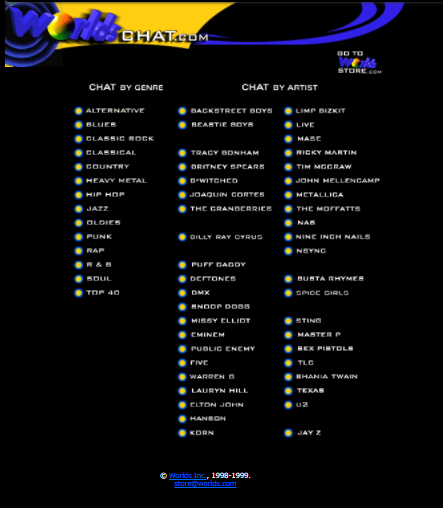 Worlds CHAT.COM
GO TO
Worlds
STORE.COM
CHAT BY GENRE
CHAT BY ARTIST
ALTERNATIVE
BLUES
CLASSIC ROCK
CLASSICAL
COUNTRY
HEAVY METAL
HIP HOP
JAZZ
OLDIES
PUNK
RAP
R & B
SOUL
TOP 40
BACKSTREET BOYS
BEASTIE BOYS
TRACY BONHAM
BRITNEY SPEARS
B*WITCHED
JOAQUIN CORTES
THE CRANBERRIES
BILLY RAY CYRUS
PUFF DADDY
DEFTONES
DMX
SNOOP DOGG
MISSY ELLIOT
EMINEM
PUBLIC ENEMY
FIVE
WARREN G
LAURYN HILL
ELTON JOHN
HANSON
KORN
LIMP BIZKIT
LIVE
MASE
RICKY MARTIN
TIM MCGRAW
JOHN MELLENCAMP
METALLICA
THE MOFFATTS
NAS
NINE INCH NAILS
NSYNC
BUSTA RHYMES
SPICE GIRLS
STING
MASTER P
SEX PISTOLS
TLC
SHANIA TWAIN
TEXAS
U2
JAY Z
© Worlds Inc., 1998-1999.
store@worlds.com